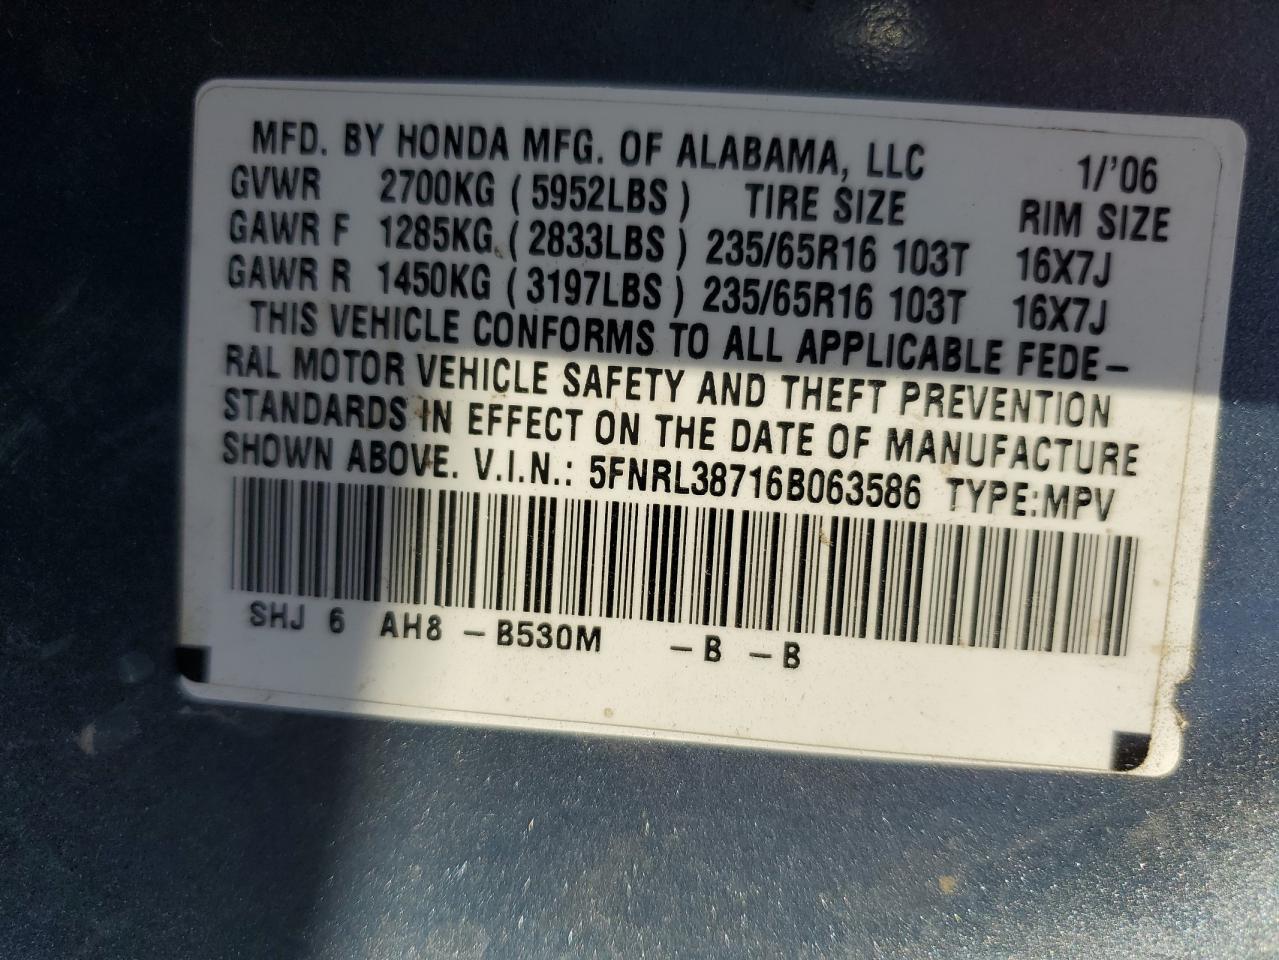 MFD. BY HONDA MFG. OF ALABAMA, LLC 1/'06
GVWR 2700KG (5952LBS) TIRE SIZE RIM SIZE
GAWR F 1285KG (2833LBS) 235/65R16 103T 16X7J
GAWR R 1450KG (3197LBS) 235/65R16 103T 16X7J
THIS VEHICLE CONFORMS TO ALL APPLICABLE FEDE-
RAL MOTOR VEHICLE SAFETY AND THEFT PREVENTION
STANDARDS IN EFFECT ON THE DATE OF MANUFACTURE
SHOWN ABOVE. V.I.N.: 5FNRL38716B063586 TYPE:MPV
SHJ 6 AH8 -B530M -B -B